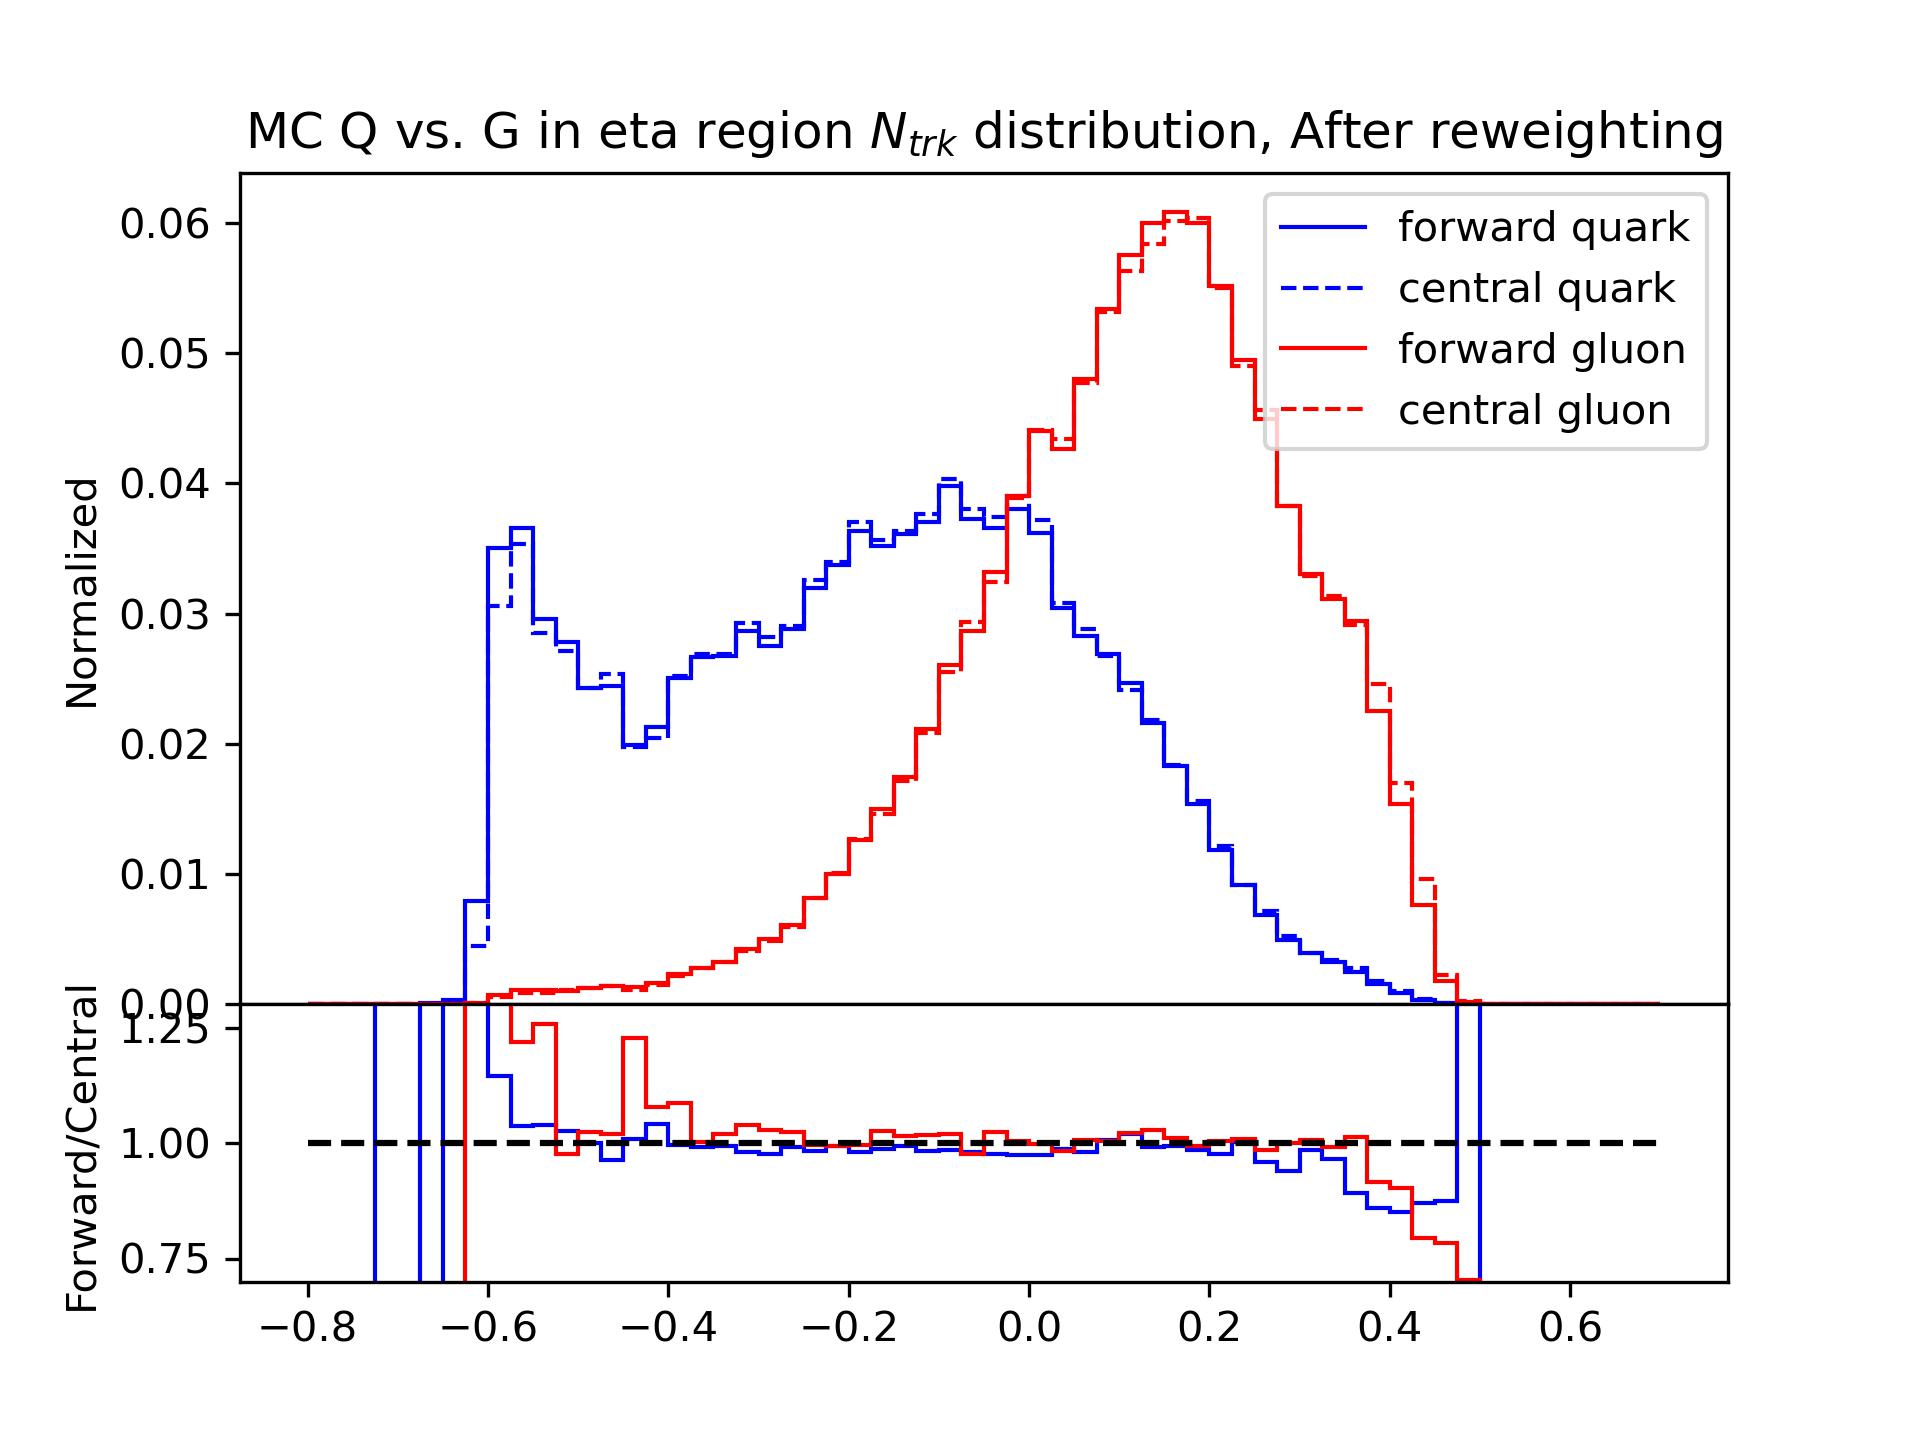 MC Q vs. G in eta region N_trk distribution, After reweighting
forward quark
central quark
forward gluon
central gluon
Normalized
0.06
0.05
0.04
0.03
0.02
0.01
0.00
Forward/Central
1.25
1.00
0.75
−0.8 −0.6 −0.4 −0.2 0.0 0.2 0.4 0.6